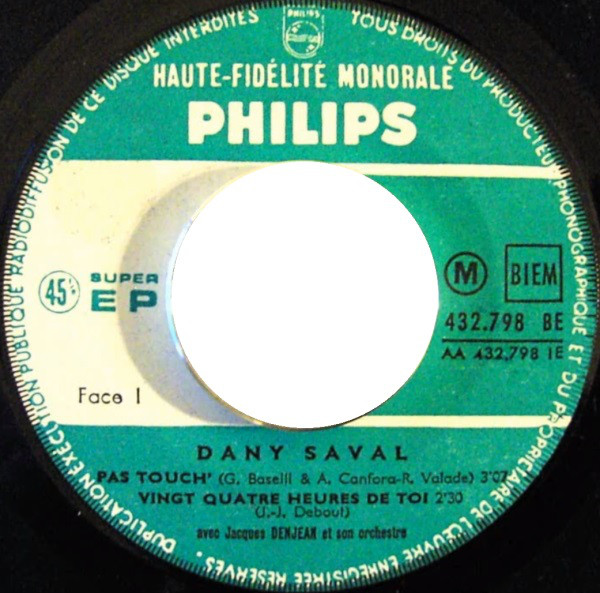 TOUS DROITS DU PRODUCTEUR PHONOGRAPHIQUE ET DU PROPRIÉTAIRE DE L'ŒUVRE ENREGISTRÉE RÉSERVÉS • DUPLICATION EXÉCUTION PUBLIQUE RADIODIFFUSION DE CE DISQUE INTERDITES
PHILIPS
HAUTE-FIDÉLITÉ MONORALE
PHILIPS
45 SUPER
EP
M BIEM
432.798 BE
AA 432.798 1E
Face 1
DANY SAVAL
PAS TOUCH' (G. Baselli & A. Canfora-R. Valade) 3'07
VINGT QUATRE HEURES DE TOI 2'30
(J.-J. Debout)
avec Jacques DENJEAN et son orchestre